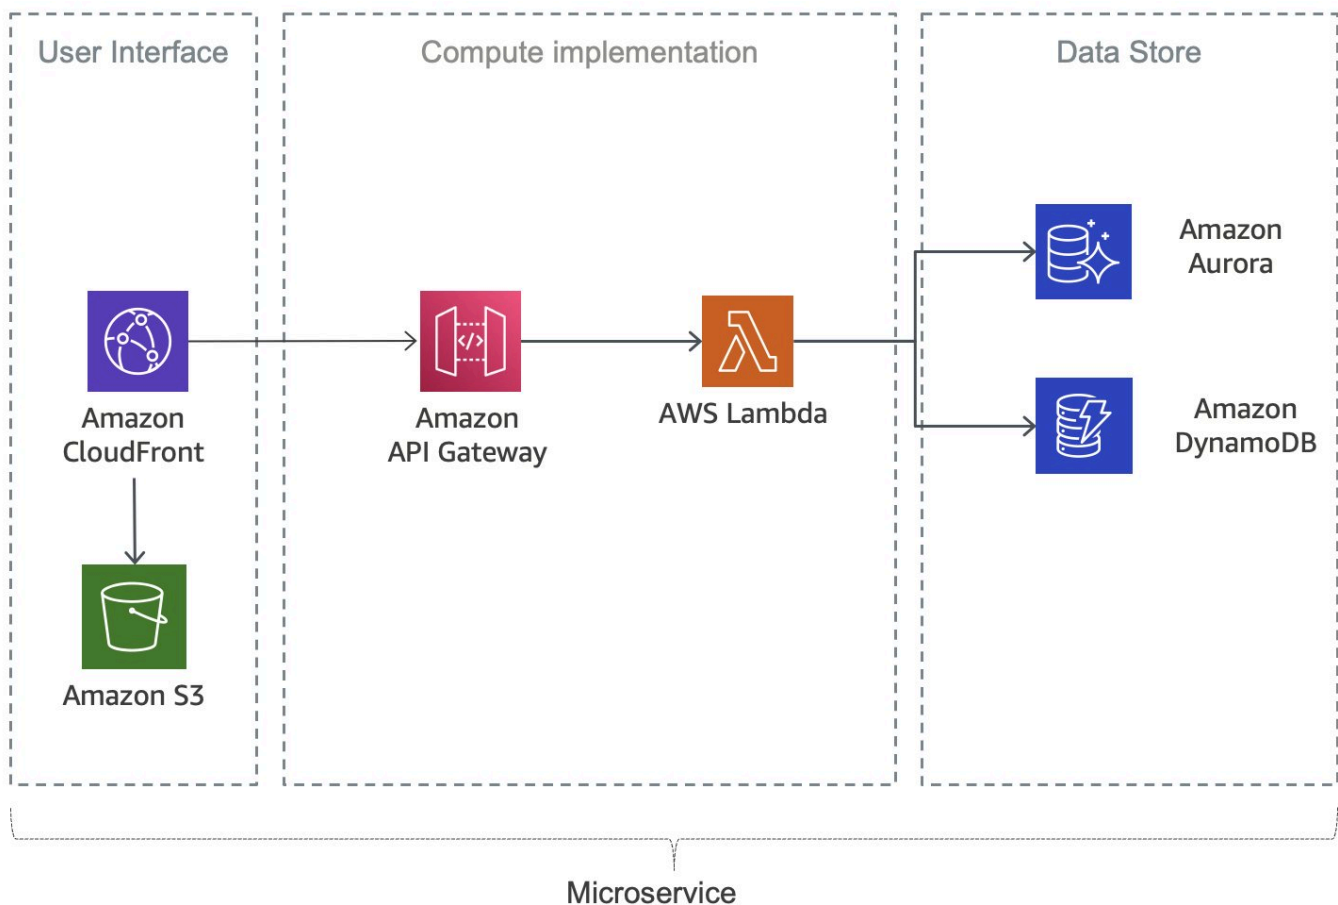 User Interface
Compute implementation
Data Store
Amazon
CloudFront
Amazon S3
</>
Amazon
API Gateway
AWS Lambda
Amazon
Aurora
Amazon
DynamoDB
Microservice